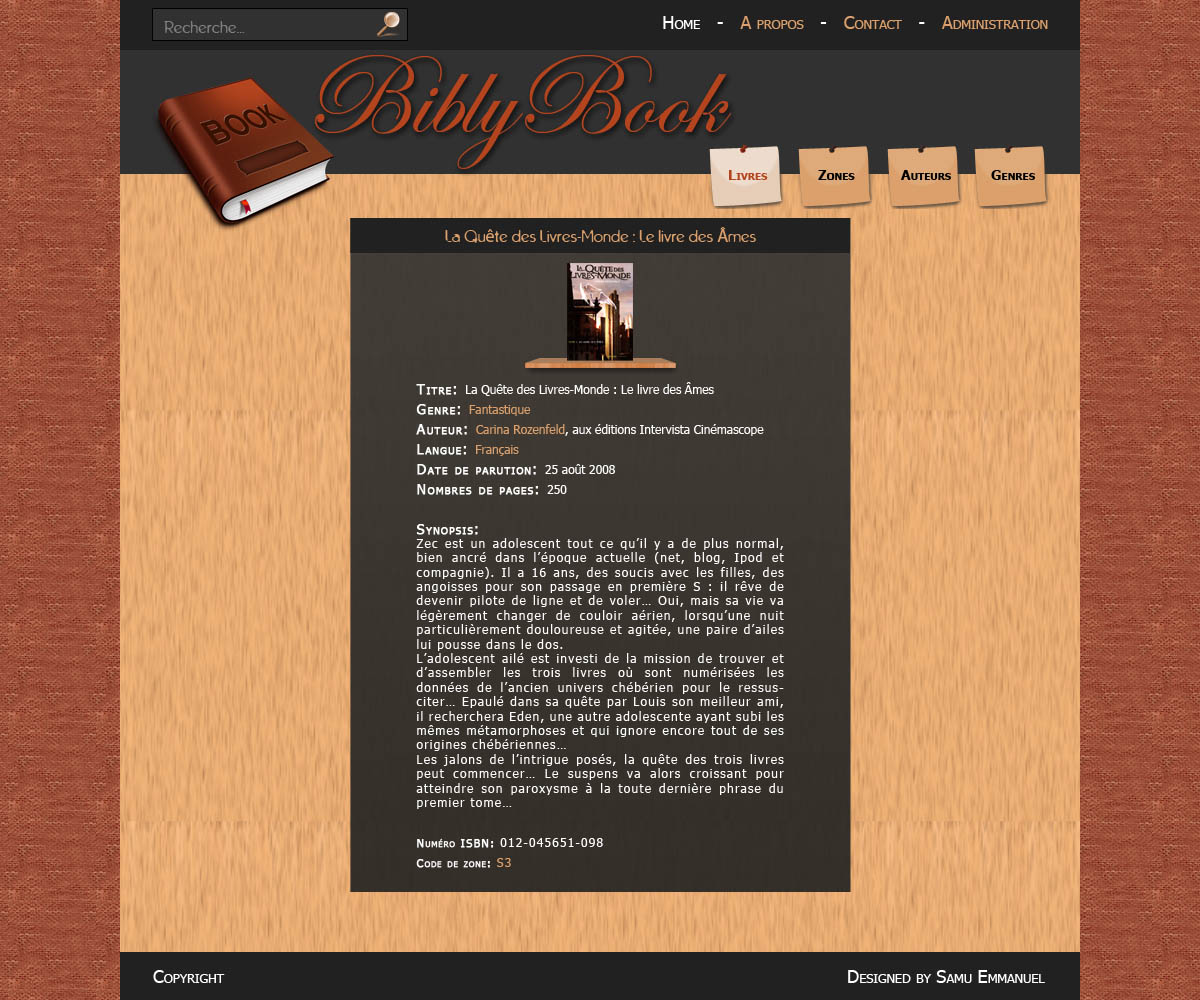 Recherche...
Home - A propos - Contact - Administration
BiblyBook
BOOK
Livres Zones Auteurs Genres
La Quête des Livres-Monde : Le livre des Âmes
La Quête des
Livres-Monde
Titre: La Quête des Livres-Monde : Le livre des Âmes
Genre: Fantastique
Auteur: Carina Rozenfeld, aux éditions Intervista Cinémascope
Langue: Français
Date de parution: 25 août 2008
Nombres de pages: 250
Synopsis:
Zec est un adolescent tout ce qu’il y a de plus normal,
bien ancré dans l’époque actuelle (net, blog, Ipod et
compagnie). Il a 16 ans, des soucis avec les filles, des
angoisses pour son passage en première S : il rêve de
devenir pilote de ligne et de voler... Oui, mais sa vie va
légèrement changer de couloir aérien, lorsqu’une nuit
particulièrement douloureuse et agitée, une paire d’ailes
lui pousse dans le dos.
L’adolescent ailé est investi de la mission de trouver et
d’assembler les trois livres où sont numérisées les
données de l’ancien univers chébérien pour le ressus-
citer... Epaulé dans sa quête par Louis son meilleur ami,
il recherchera Eden, une autre adolescente ayant subi les
mêmes métamorphoses et qui ignore encore tout de ses
origines chébériennes...
Les jalons de l’intrigue posés, la quête des trois livres
peut commencer... Le suspens va alors croissant pour
atteindre son paroxysme à la toute dernière phrase du
premier tome...
Numéro ISBN: 012-045651-098
Code de zone: S3
Copyright
Designed by Samu Emmanuel